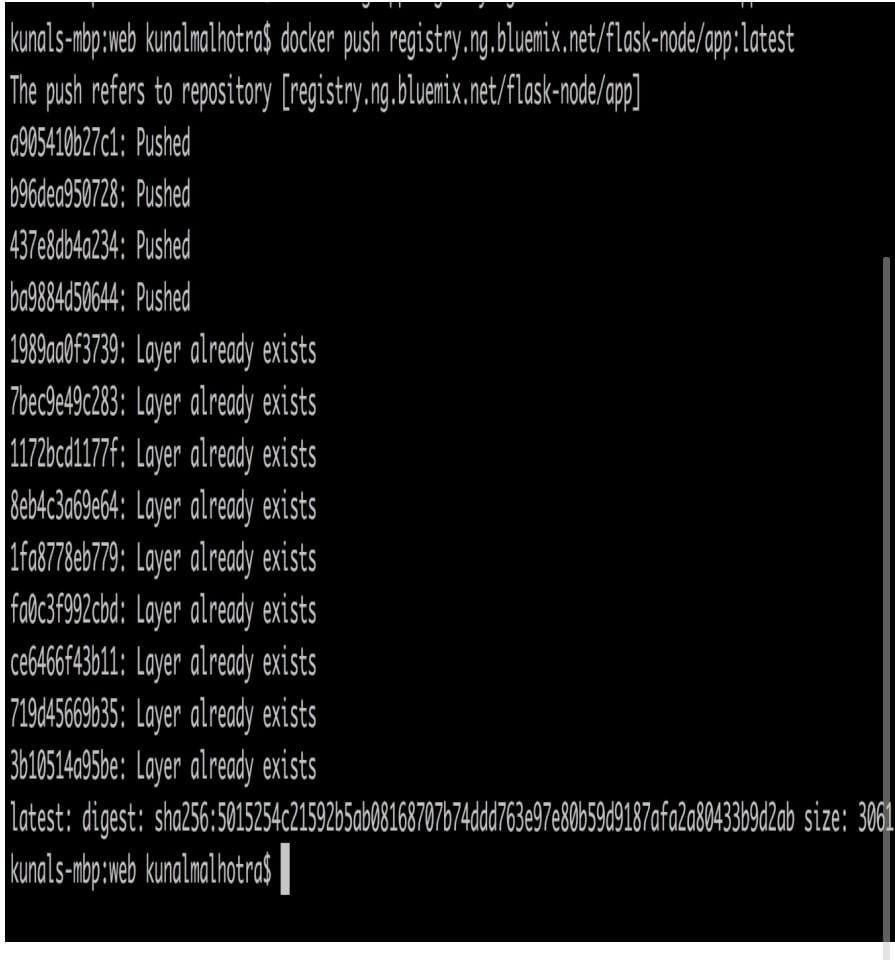 kunals-mbp:web kunalmalhotra$ docker push registry.ng.bluemix.net/flask-node/app:latest
The push refers to repository [registry.ng.bluemix.net/flask-node/app]
a905410b27c1: Pushed
b96dea950728: Pushed
437e8db4a234: Pushed
ba9884d50644: Pushed
1989aa0f3739: Layer already exists
7bec9e49c283: Layer already exists
1172bcd1177f: Layer already exists
8eb4c3a69e64: Layer already exists
1fa8778eb779: Layer already exists
fa0c3f992cbd: Layer already exists
ce6466f43b11: Layer already exists
719d45669b35: Layer already exists
3b10514a95be: Layer already exists
latest: digest: sha256:5015254c21592b5ab08168707b74ddd763e97e80b59d9187afa2a80433b9d2ab size: 3061
kunals-mbp:web kunalmalhotra$